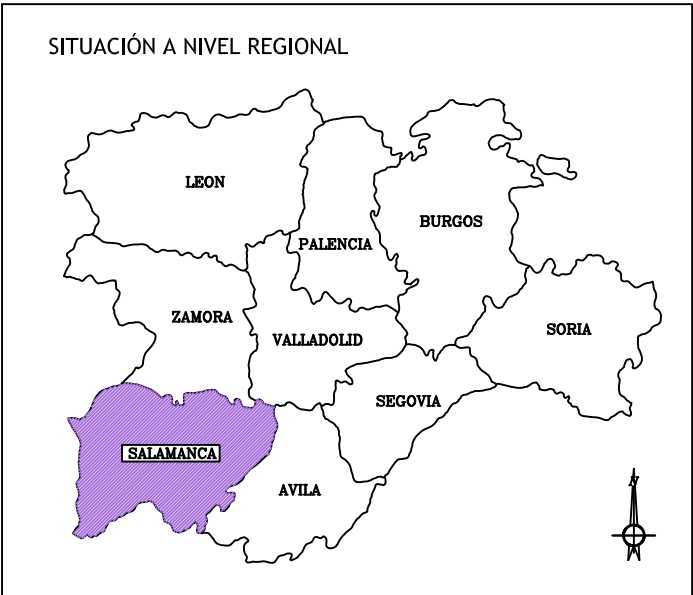 SITUACIÓN A NIVEL REGIONAL
LEON
BURGOS
PALENCIA
ZAMORA
VALLADOLID
SORIA
SEGOVIA
SALAMANCA
AVILA
N